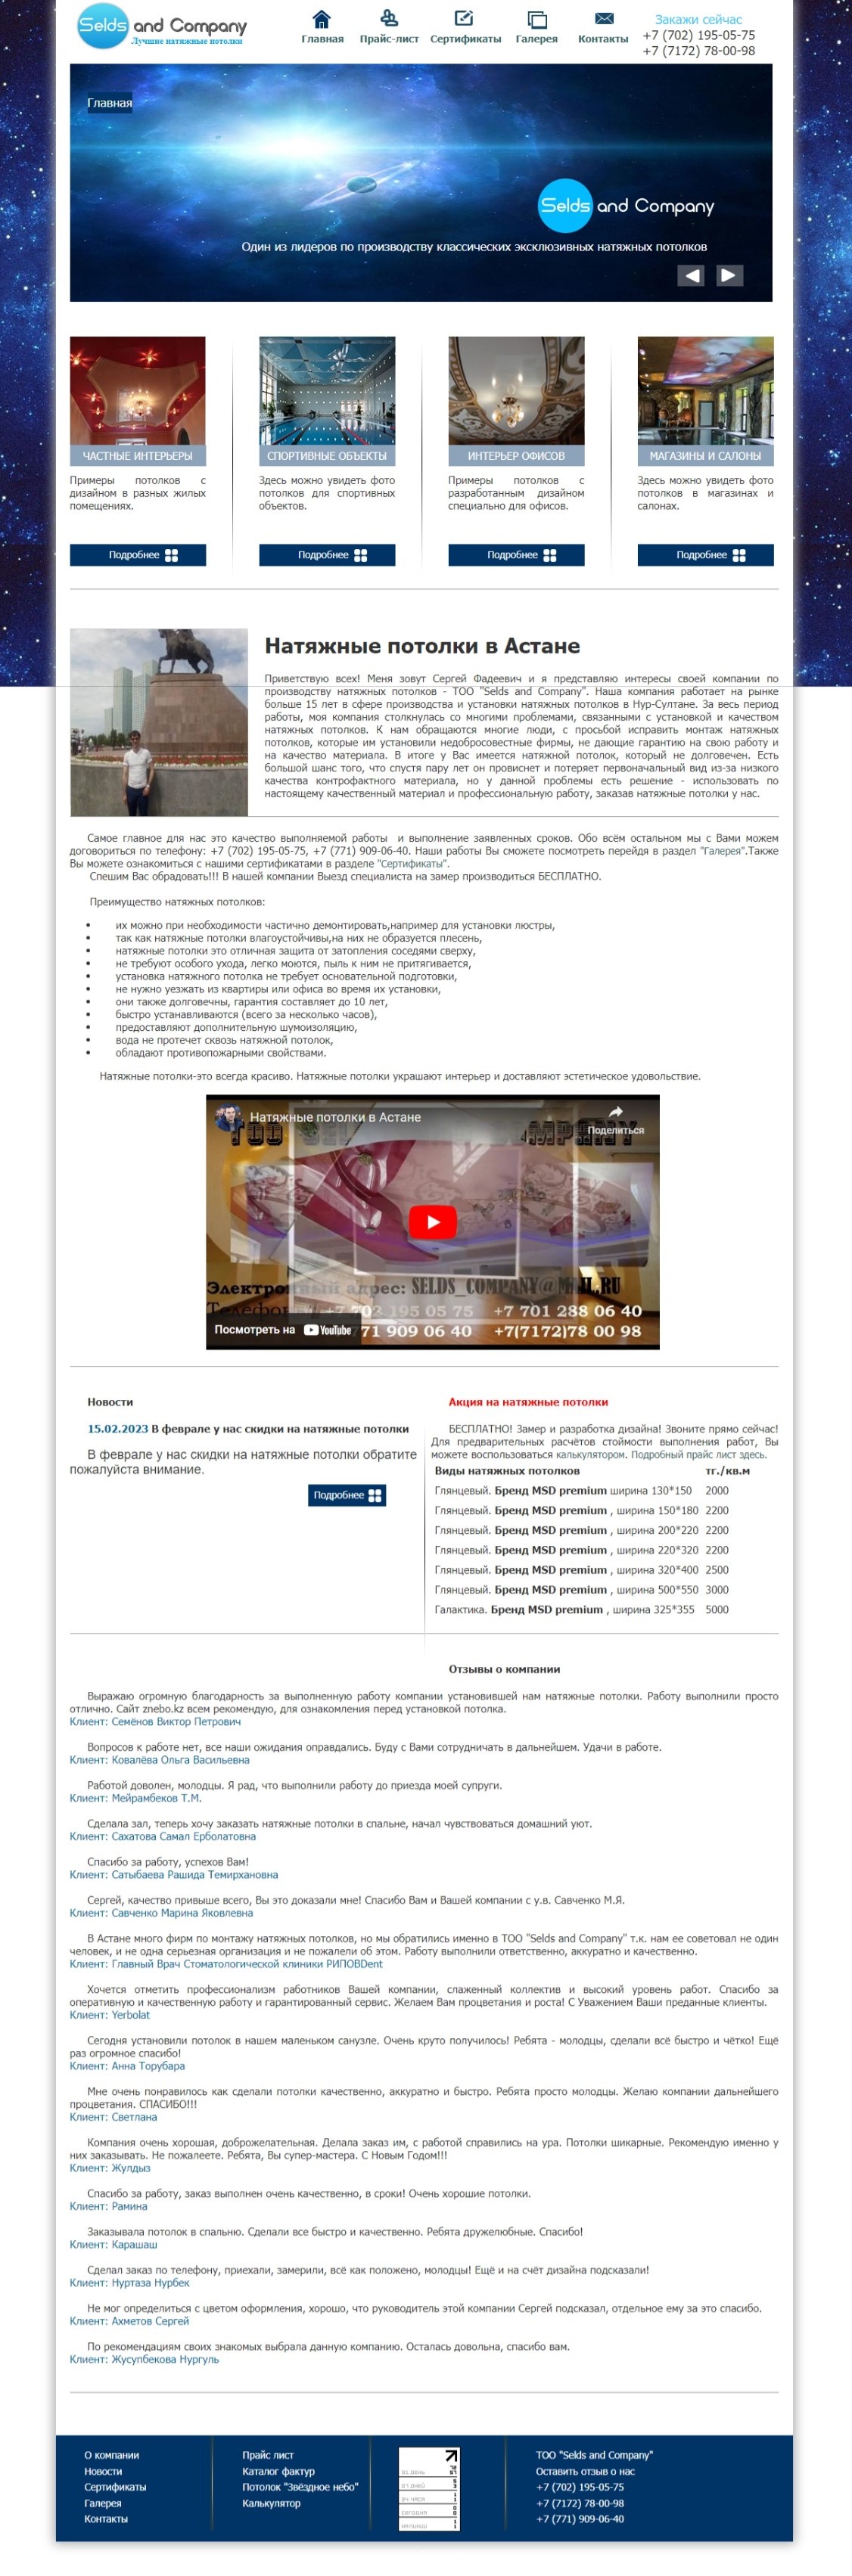 Selds and Company
Лучшие натяжные потолки
Главная
Прайс-лист
Сертификаты
Галерея
Контакты
Закажи сейчас
+7 (702) 195-05-75
+7 (7172) 78-00-98
Главная
Selds and Company
Один из лидеров по производству классических эксклюзивных натяжных потолков
ЧАСТНЫЕ ИНТЕРЬЕРЫ
Примеры потолков с
дизайном в разных жилых
помещениях.
Подробнее
СПОРТИВНЫЕ ОБЪЕКТЫ
Здесь можно увидеть фото
потолков для спортивных
объектов.
Подробнее
ИНТЕРЬЕР ОФИСОВ
Примеры потолков с
разработанным дизайном
специально для офисов.
Подробнее
МАГАЗИНЫ И САЛОНЫ
Здесь можно увидеть фото
потолков в магазинах и
салонах.
Подробнее
Натяжные потолки в Астане
Приветствую всех! Меня зовут Сергей Фадеевич и я представляю интересы своей компании по
производству натяжных потолков - ТОО "Selds and Company". Наша компания работает на рынке
больше 15 лет в сфере производства и установки натяжных потолков в Нур-Султане. За весь период
работы, моя компания столкнулась со многими проблемами, связанными с установкой и качеством
натяжных потолков. К нам обращаются многие люди, с просьбой исправить монтаж натяжных
потолков, которые им установили недобросовестные фирмы, не дающие гарантию на свою работу и
на качество материала. В итоге у Вас имеется натяжной потолок, который не долговечен. Есть
большой шанс того, что спустя пару лет он провиснет и потеряет первоначальный вид из-за низкого
качества контрофактного материала, но у данной проблемы есть решение - использовать по
настоящему качественный материал и профессиональную работу, заказав натяжные потолки у нас.
Самое главное для нас это качество выполняемой работы и выполнение заявленных сроков. Обо всём остальном мы с Вами можем
договориться по телефону: +7 (702) 195-05-75, +7 (771) 909-06-40. Наши работы Вы сможете посмотреть перейдя в раздел "Галерея".Также
Вы можете ознакомиться с нашими сертификатами в разделе "Сертификаты".
Спешим Вас обрадовать!!! В нашей компании Выезд специалиста на замер производиться БЕСПЛАТНО.
Преимущество натяжных потолков:
• их можно при необходимости частично демонтировать,например для установки люстры,
• так как натяжные потолки влагоустойчивы,на них не образуется плесень,
• натяжные потолки это отличная защита от затопления соседями сверху,
• не требуют особого ухода, легко моются, пыль к ним не притягивается,
• установка натяжного потолка не требует основательной подготовки,
• не нужно уезжать из квартиры или офиса во время их установки,
• они также долговечны, гарантия составляет до 10 лет,
• быстро устанавливаются (всего за несколько часов),
• предоставляют дополнительную шумоизоляцию,
• вода не протечет сквозь натяжной потолок,
• обладают противопожарными свойствами.
Натяжные потолки-это всегда красиво. Натяжные потолки украшают интерьер и доставляют эстетическое удовольствие.
Натяжные потолки в Астане
Поделиться
ТОО
адрес: SELDS_COMPANY@MAIL.RU
+7 702 195 05 75 +7 701 288 06 40
Посмотреть на YouTube
71 909 06 40 +7(7172)78 00 98
Новости
15.02.2023 В феврале у нас скидки на натяжные потолки
В феврале у нас скидки на натяжные потолки обратите
пожалуйста внимание.
Подробнее
Акция на натяжные потолки
БЕСПЛАТНО! Замер и разработка дизайна! Звоните прямо сейчас!
Для предварительных расчётов стоимости выполнения работ, Вы
можете воспользоваться калькулятором. Подробный прайс лист здесь.
Виды натяжных потолков тг./кв.м
Глянцевый. Бренд MSD premium ширина 130*150 2000
Глянцевый. Бренд MSD premium , ширина 150*180 2200
Глянцевый. Бренд MSD premium , ширина 200*220 2200
Глянцевый. Бренд MSD premium , ширина 220*320 2200
Глянцевый. Бренд MSD premium , ширина 320*400 2500
Глянцевый. Бренд MSD premium , ширина 500*550 3000
Галактика. Бренд MSD premium , ширина 325*355 5000
Отзывы о компании
Выражаю огромную благодарность за выполненную работу компании установившей нам натяжные потолки. Работу выполнили просто
отлично. Сайт znebo.kz всем рекомендую, для ознакомления перед установкой потолка.
Клиент: Семёнов Виктор Петрович
Вопросов к работе нет, все наши ожидания оправдались. Буду с Вами сотрудничать в дальнейшем. Удачи в работе.
Клиент: Ковалёва Ольга Васильевна
Работой доволен, молодцы. Я рад, что выполнили работу до приезда моей супруги.
Клиент: Мейрамбеков Т.М.
Сделала зал, теперь хочу заказать натяжные потолки в спальне, начал чувствоваться домашний уют.
Клиент: Сахатова Самал Ерболатовна
Спасибо за работу, успехов Вам!
Клиент: Сатыбаева Рашида Темирхановна
Сергей, качество привыше всего, Вы это доказали мне! Спасибо Вам и Вашей компании с у.в. Савченко М.Я.
Клиент: Савченко Марина Яковлевна
В Астане много фирм по монтажу натяжных потолков, но мы обратились именно в ТОО "Selds and Company" т.к. нам ее советовал не один
человек, и не одна серьезная организация и не пожалели об этом. Работу выполнили ответственно, аккуратно и качественно.
Клиент: Главный Врач Стоматологической клиники РИПОВDent
Хочется отметить профессионализм работников Вашей компании, слаженный коллектив и высокий уровень работ. Спасибо за
оперативную и качественную работу и гарантированный сервис. Желаем Вам процветания и роста! С Уважением Ваши преданные клиенты.
Клиент: Yerbolat
Сегодня установили потолок в нашем маленьком санузле. Очень круто получилось! Ребята - молодцы, сделали всё быстро и чётко! Ещё
раз огромное спасибо!
Клиент: Анна Торубара
Мне очень понравилось как сделали потолки качественно, аккуратно и быстро. Ребята просто молодцы. Желаю компании дальнейшего
процветания. СПАСИБО!!!
Клиент: Светлана
Компания очень хорошая, доброжелательная. Делала заказ им, с работой справились на ура. Потолки шикарные. Рекомендую именно у
них заказывать. Не пожалеете. Ребята, Вы супер-мастера. С Новым Годом!!!
Клиент: Жулдыз
Спасибо за работу, заказ выполнен очень качественно, в сроки! Очень хорошие потолки.
Клиент: Рамина
Заказывала потолок в спальню. Сделали все быстро и качественно. Ребята дружелюбные. Спасибо!
Клиент: Карашаш
Сделал заказ по телефону, приехали, замерили, всё как положено, молодцы! Ещё и на счёт дизайна подсказали!
Клиент: Нуртаза Нурбек
Не мог определиться с цветом оформления, хорошо, что руководитель этой компании Сергей подсказал, отдельное ему за это спасибо.
Клиент: Ахметов Сергей
По рекомендациям своих знакомых выбрала данную компанию. Осталась довольна, спасибо вам.
Клиент: Жусупбекова Нургуль
О компании
Новости
Сертификаты
Галерея
Контакты
Прайс лист
Каталог фактур
Потолок "Звёздное небо"
Калькулятор
ТОО "Selds and Company"
Оставить отзыв о нас
+7 (702) 195-05-75
+7 (7172) 78-00-98
+7 (771) 909-06-40